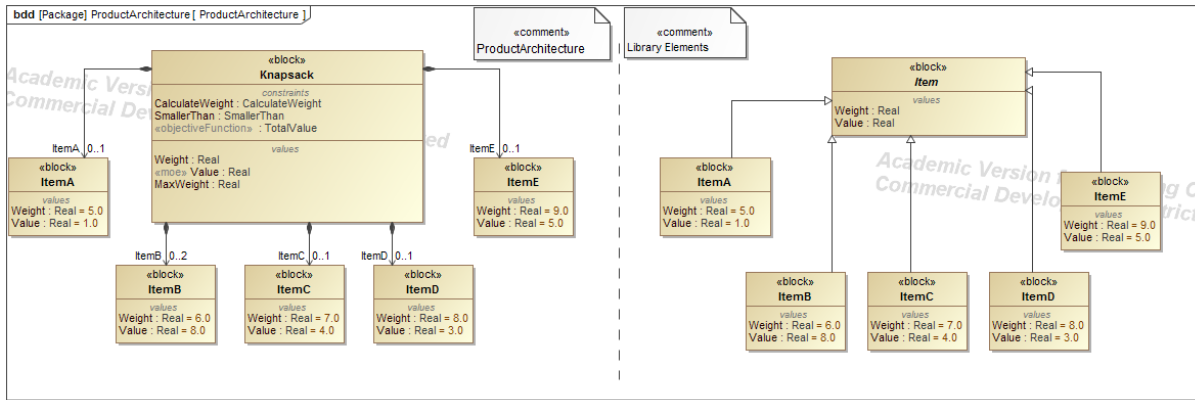 bdd [Package] ProductArchitecture [ ProductArchitecture ]
«comment»
ProductArchitecture
«comment»
Library Elements
«block»
Knapsack
constraints
CalculateWeight : CalculateWeight
SmallerThan : SmallerThan
«objectiveFunction» : TotalValue
values
Weight : Real
«moe» Value : Real
MaxWeight : Real
Academic Version
Commercial Dev
ItemA 0..1
«block»
ItemA
values
Weight : Real = 5.0
Value : Real = 1.0
ItemE 0..1
«block»
ItemE
values
Weight : Real = 9.0
Value : Real = 5.0
ItemB 0..2
«block»
ItemB
values
Weight : Real = 6.0
Value : Real = 8.0
ItemC 0..1
«block»
ItemC
values
Weight : Real = 7.0
Value : Real = 4.0
ItemD 0..1
«block»
ItemD
values
Weight : Real = 8.0
Value : Real = 3.0
«block»
Item
values
Weight : Real
Value : Real
«block»
ItemA
values
Weight : Real = 5.0
Value : Real = 1.0
Academic Version
Commercial Develo
«block»
ItemE
values
Weight : Real = 9.0
Value : Real = 5.0
«block»
ItemB
values
Weight : Real = 6.0
Value : Real = 8.0
«block»
ItemC
values
Weight : Real = 7.0
Value : Real = 4.0
«block»
ItemD
values
Weight : Real = 8.0
Value : Real = 3.0